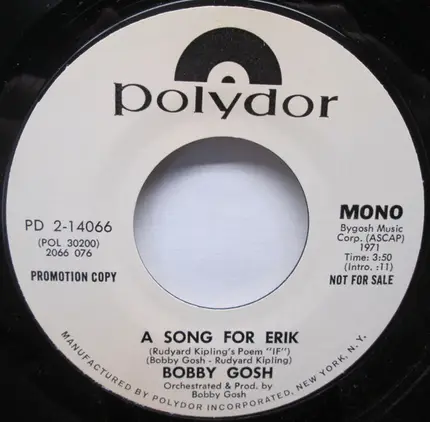 polydor
PD 2-14066
(POL 30200)
2066 076
PROMOTION COPY
MONO
Bygosh Music
Corp. (ASCAP)
1971
Time: 3:50
(Intro. :11)
NOT FOR SALE
A SONG FOR ERIK
(Rudyard Kipling's Poem "IF")
(Bobby Gosh - Rudyard Kipling)
BOBBY GOSH
Orchestrated & Prod. by
Bobby Gosh
MANUFACTURED BY POLYDOR INCORPORATED, NEW YORK, N. Y.